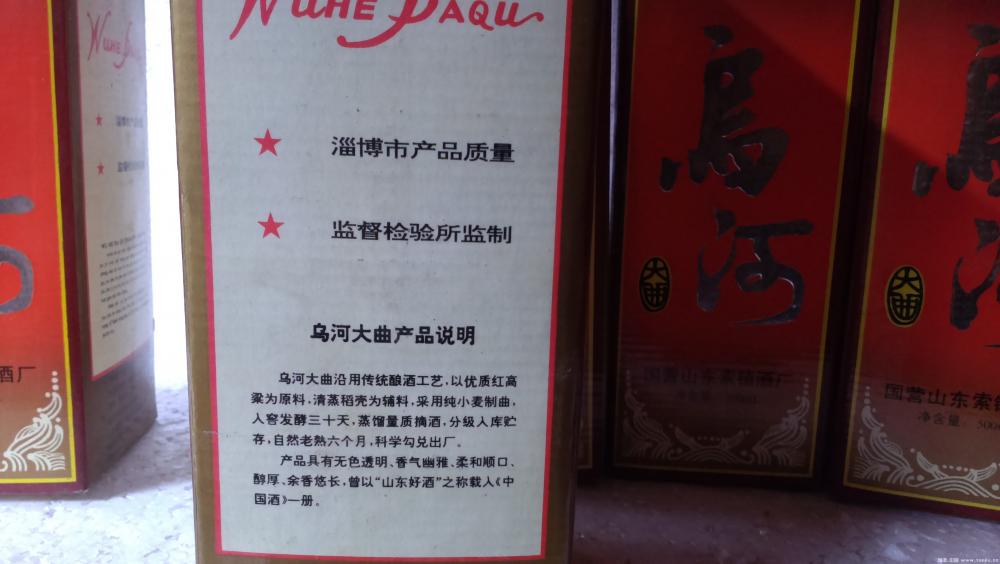 WUHE DAQU
淄博市产品质量
监督检验所监制
乌河大曲产品说明
乌河大曲沿用传统酿酒工艺，以优质红高
粱为原料，清蒸稻壳为辅料，采用纯小麦制曲，
入窖发酵三十天，蒸馏量质摘酒，分级入库贮
存，自然老熟六个月，科学勾兑出厂。
产品具有无色透明、香气幽雅、柔和顺口、
醇厚、余香悠长，曾以“山东好酒”之称载入《中
国酒》一册。
乌河
大曲
国营山东索镇酒厂
大曲
国营山东索
净含量：500
酒厂
WUHE